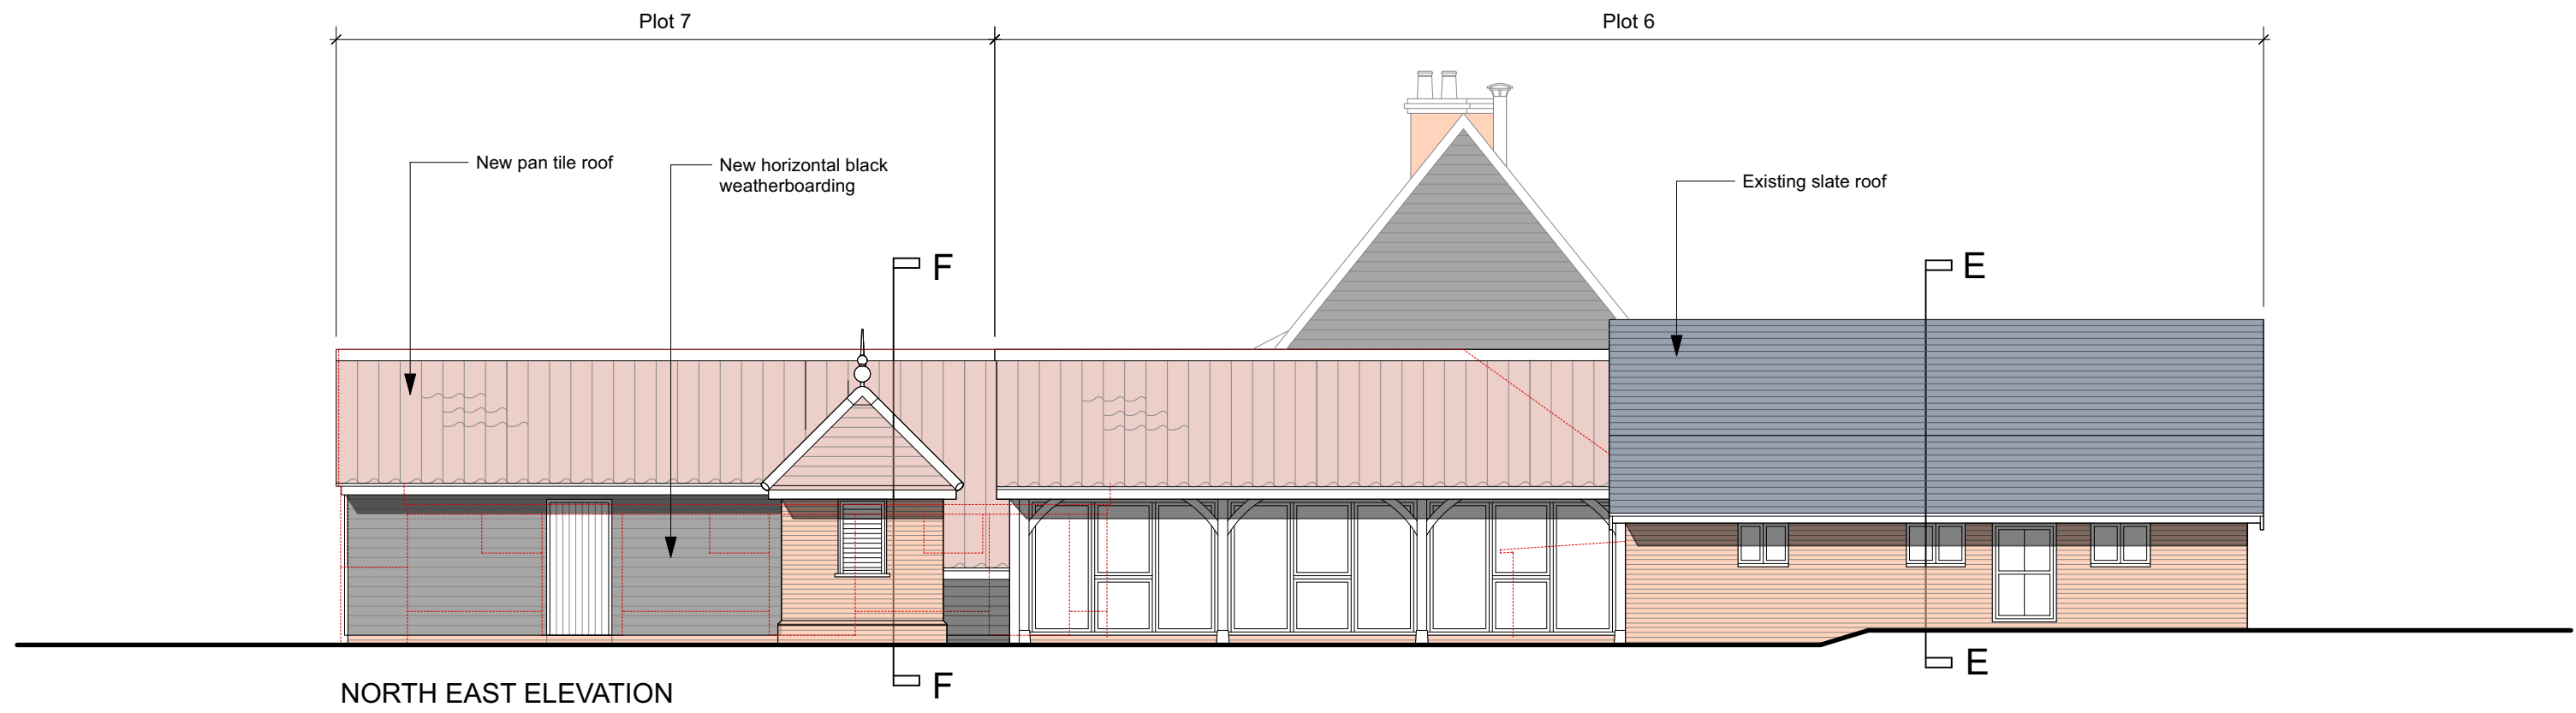 Plot 7
Plot 6
New pan tile roof
New horizontal black
weatherboarding
Existing slate roof
F
E
F
E
NORTH EAST ELEVATION